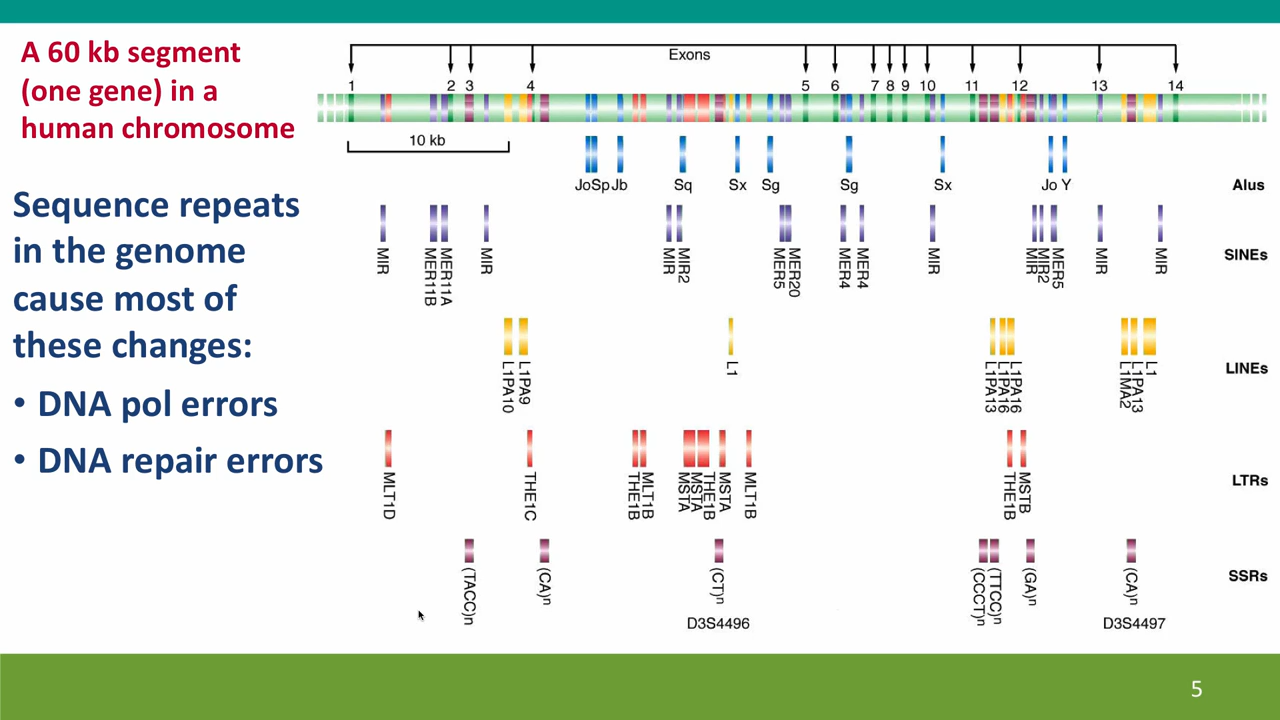 A 60 kb segment
(one gene) in a
human chromosome
Sequence repeats
in the genome
cause most of
these changes:
• DNA pol errors
• DNA repair errors
Exons
1 2 3 4 5 6 7 8 9 10 11 12 13 14
10 kb
Jo Sp Jb Sq Sx Sg Sg Sx Jo Y
Alus
MIR MER11B MER11A MIR MIR MIR2 MER5 MER20 MER4 MER4 MIR MIR MIR2 MER5 MIR MIR
SINEs
L1PA10 L1PA9 L1 L1PA13 L1PA16 L1PA16 L1MA2 L1PA13 L1
LINEs
MLT1D THE1C THE1B MLT1B MSTA MSTA THE1B MSTA MLT1B THE1B MSTB
LTRs
(TACC)n (CA)n (CT)n (CCCT)n (TTCC)n (GA)n (CA)n
SSRs
D3S4496 D3S4497
5